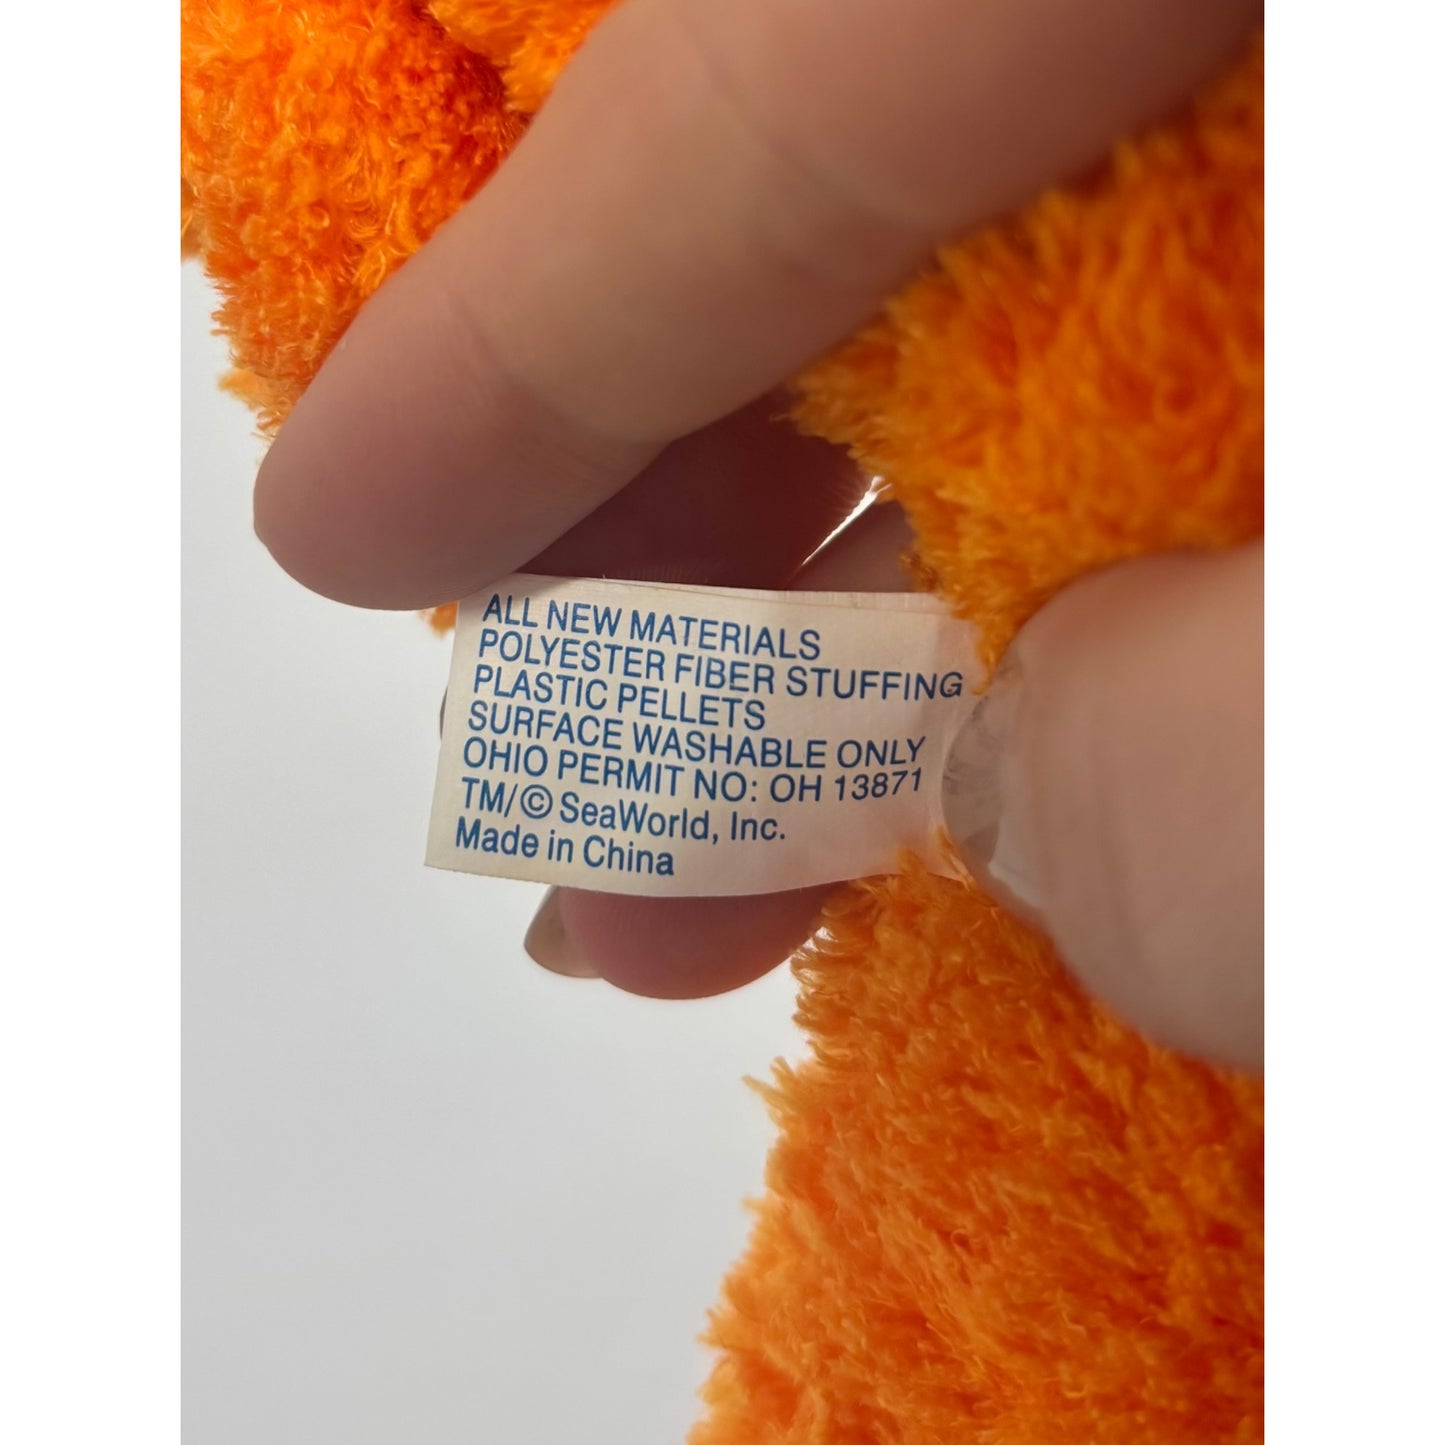 ALL NEW MATERIALS
POLYESTER FIBER STUFFING
PLASTIC PELLETS
SURFACE WASHABLE ONLY
OHIO PERMIT NO: OH 13871
TM/© SeaWorld, Inc.
Made in China